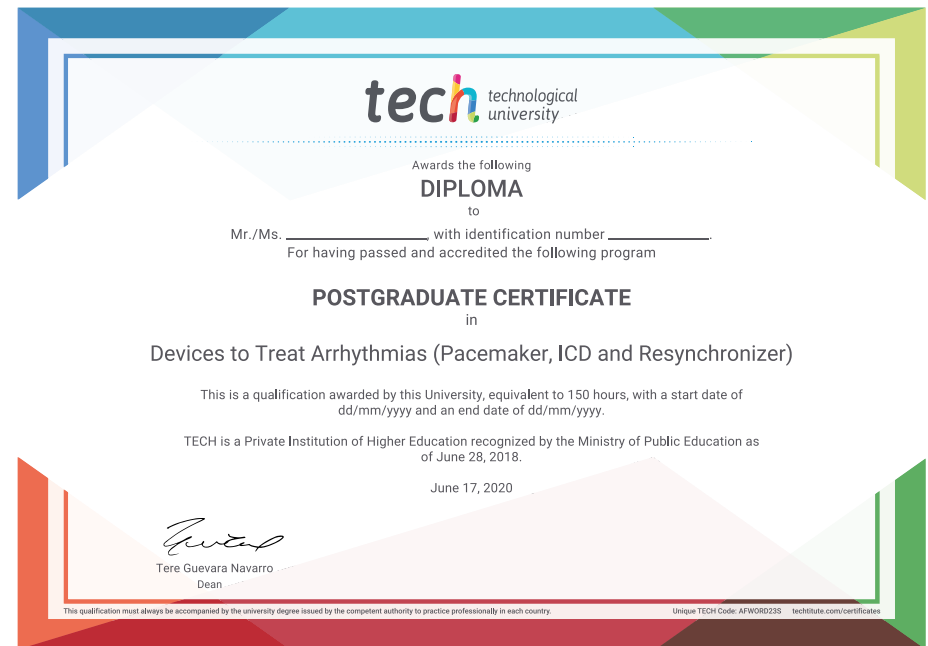 tech technological
university
Awards the following
DIPLOMA
to
Mr./Ms. ____________________, with identification number ______________.
For having passed and accredited the following program
POSTGRADUATE CERTIFICATE
in
Devices to Treat Arrhythmias (Pacemaker, ICD and Resynchronizer)
This is a qualification awarded by this University, equivalent to 150 hours, with a start date of
dd/mm/yyyy and an end date of dd/mm/yyyy.
TECH is a Private Institution of Higher Education recognized by the Ministry of Public Education as
of June 28, 2018.
June 17, 2020
Tere Guevara Navarro
Dean
This qualification must always be accompanied by the university degree issued by the competent authority to practice professionally in each country. Unique TECH Code: AFWORD23S techtitute.com/certificates